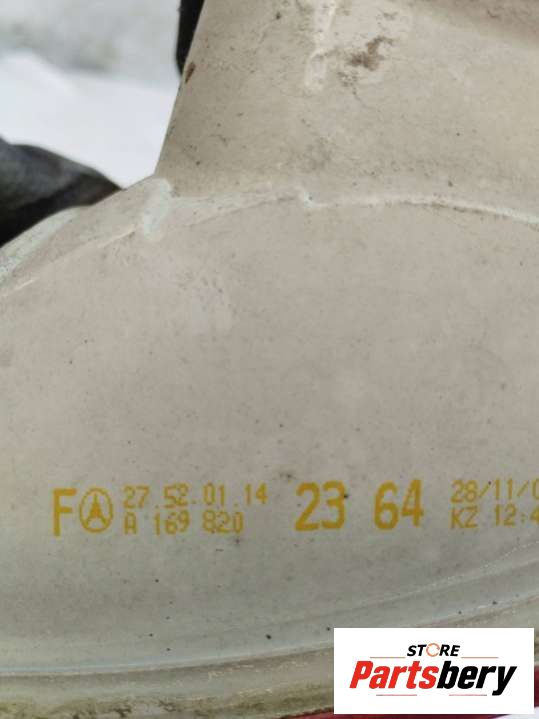 F 27.52.01.14 23 64 28/11/0
A 169 820 KZ 12:4
STORE
Partsbery